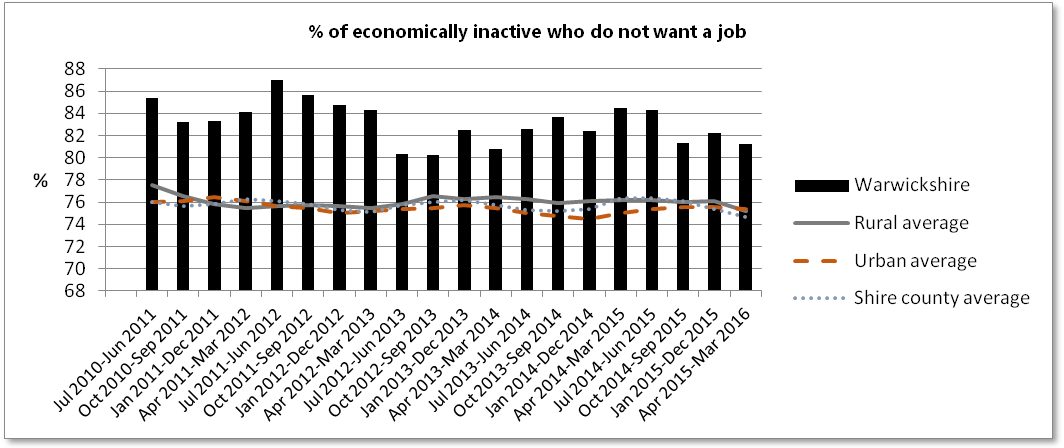 % of economically inactive who do not want a job
88
86
84
82
80
78
76
74
72
70
68
%
Jul 2010-Jun 2011
Oct 2010-Sep 2011
Jan 2011-Dec 2011
Apr 2011-Mar 2012
Jul 2011-Jun 2012
Oct 2011-Sep 2012
Jan 2012-Dec 2012
Apr 2012-Mar 2013
Jul 2012-Jun 2013
Oct 2012-Sep 2013
Jan 2013-Dec 2013
Apr 2013-Mar 2014
Jul 2013-Jun 2014
Oct 2013-Sep 2014
Jan 2014-Dec 2014
Apr 2014-Mar 2015
Jul 2014-Jun 2015
Oct 2014-Sep 2015
Jan 2015-Dec 2015
Apr 2015-Mar 2016
Warwickshire
Rural average
Urban average
Shire county average